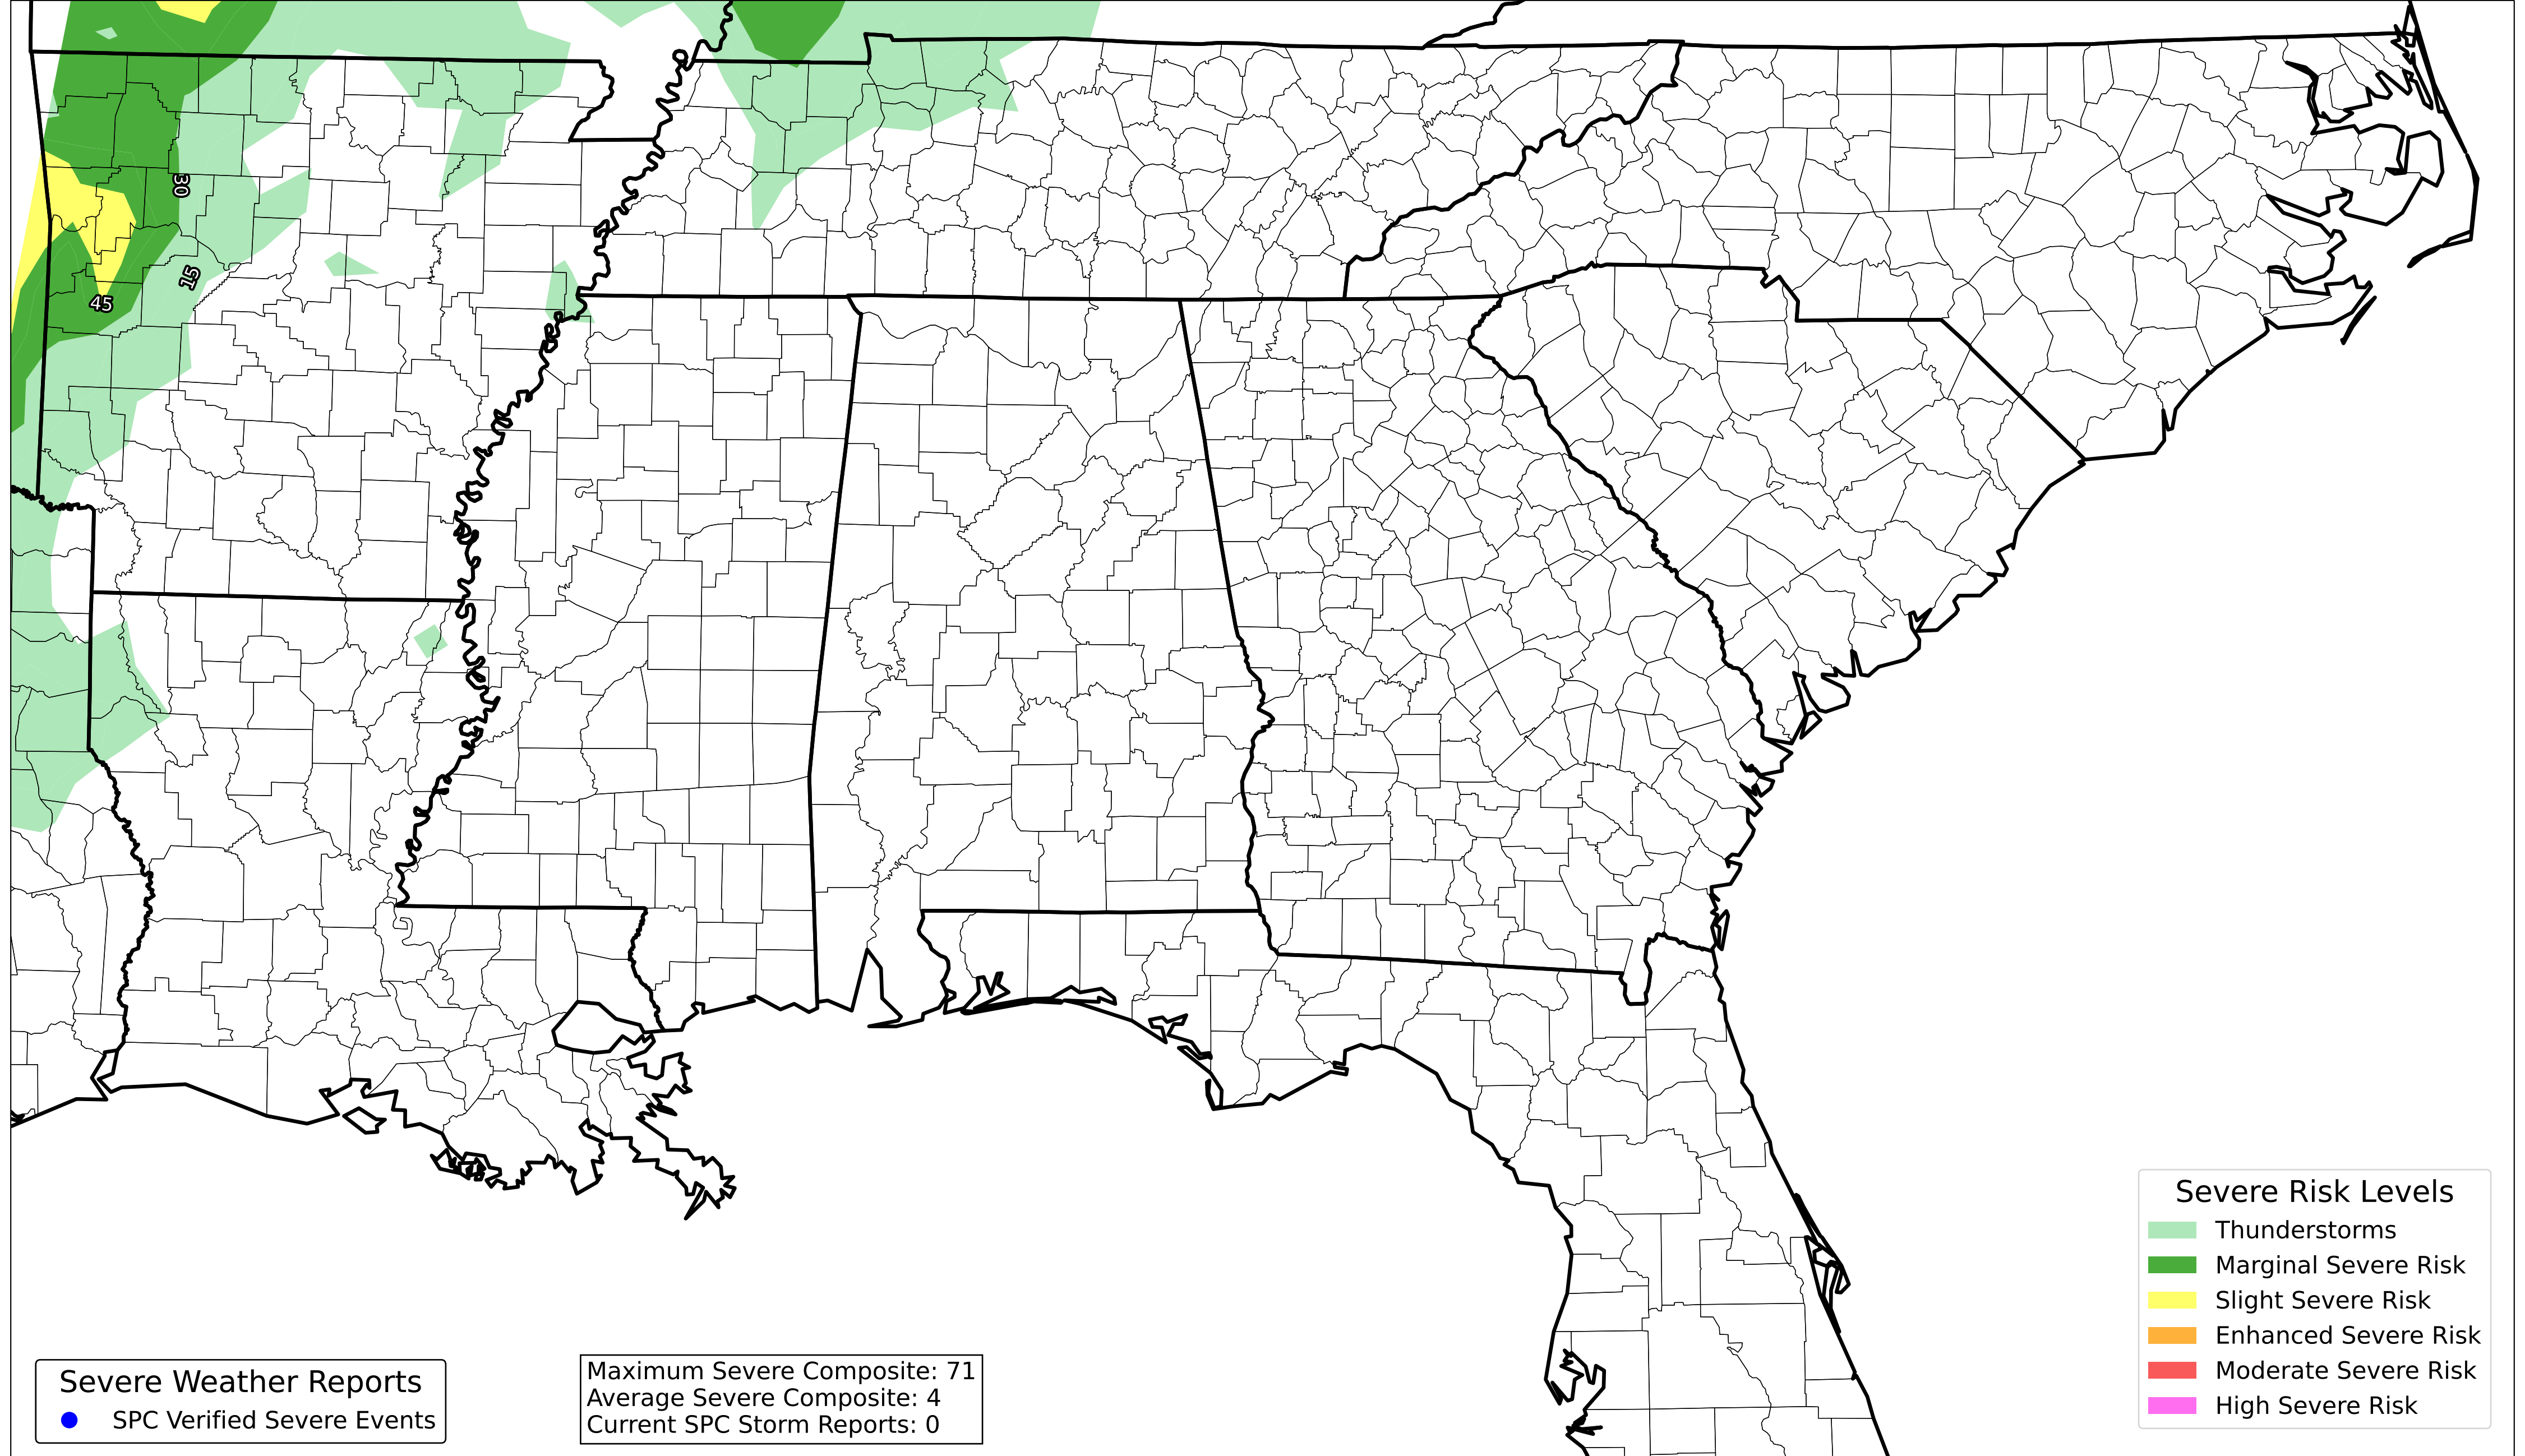 30
15
45
Severe Risk Levels
Thunderstorms
Marginal Severe Risk
Slight Severe Risk
Enhanced Severe Risk
Moderate Severe Risk
High Severe Risk
Severe Weather Reports
SPC Verified Severe Events
Maximum Severe Composite: 71
Average Severe Composite: 4
Current SPC Storm Reports: 0